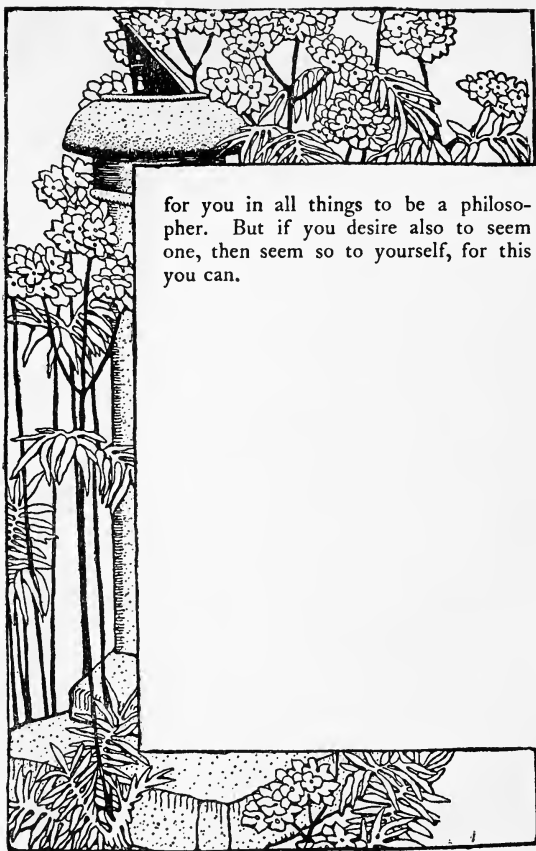 for you in all things to be a philoso-
pher. But if you desire also to seem
one, then seem so to yourself, for this
you can.